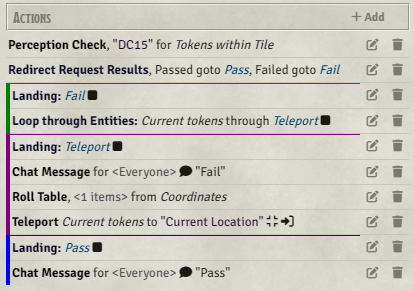 Actions + Add
Perception Check, "DC15" for Tokens within Tile
Redirect Request Results, Passed goto Pass, Failed goto Fail
Landing: Fail
Loop through Entities: Current tokens through Teleport
Landing: Teleport
Chat Message for <Everyone> "Fail"
Roll Table, <1 items> from Coordinates
Teleport Current tokens to "Current Location"
Landing: Pass
Chat Message for <Everyone> "Pass"